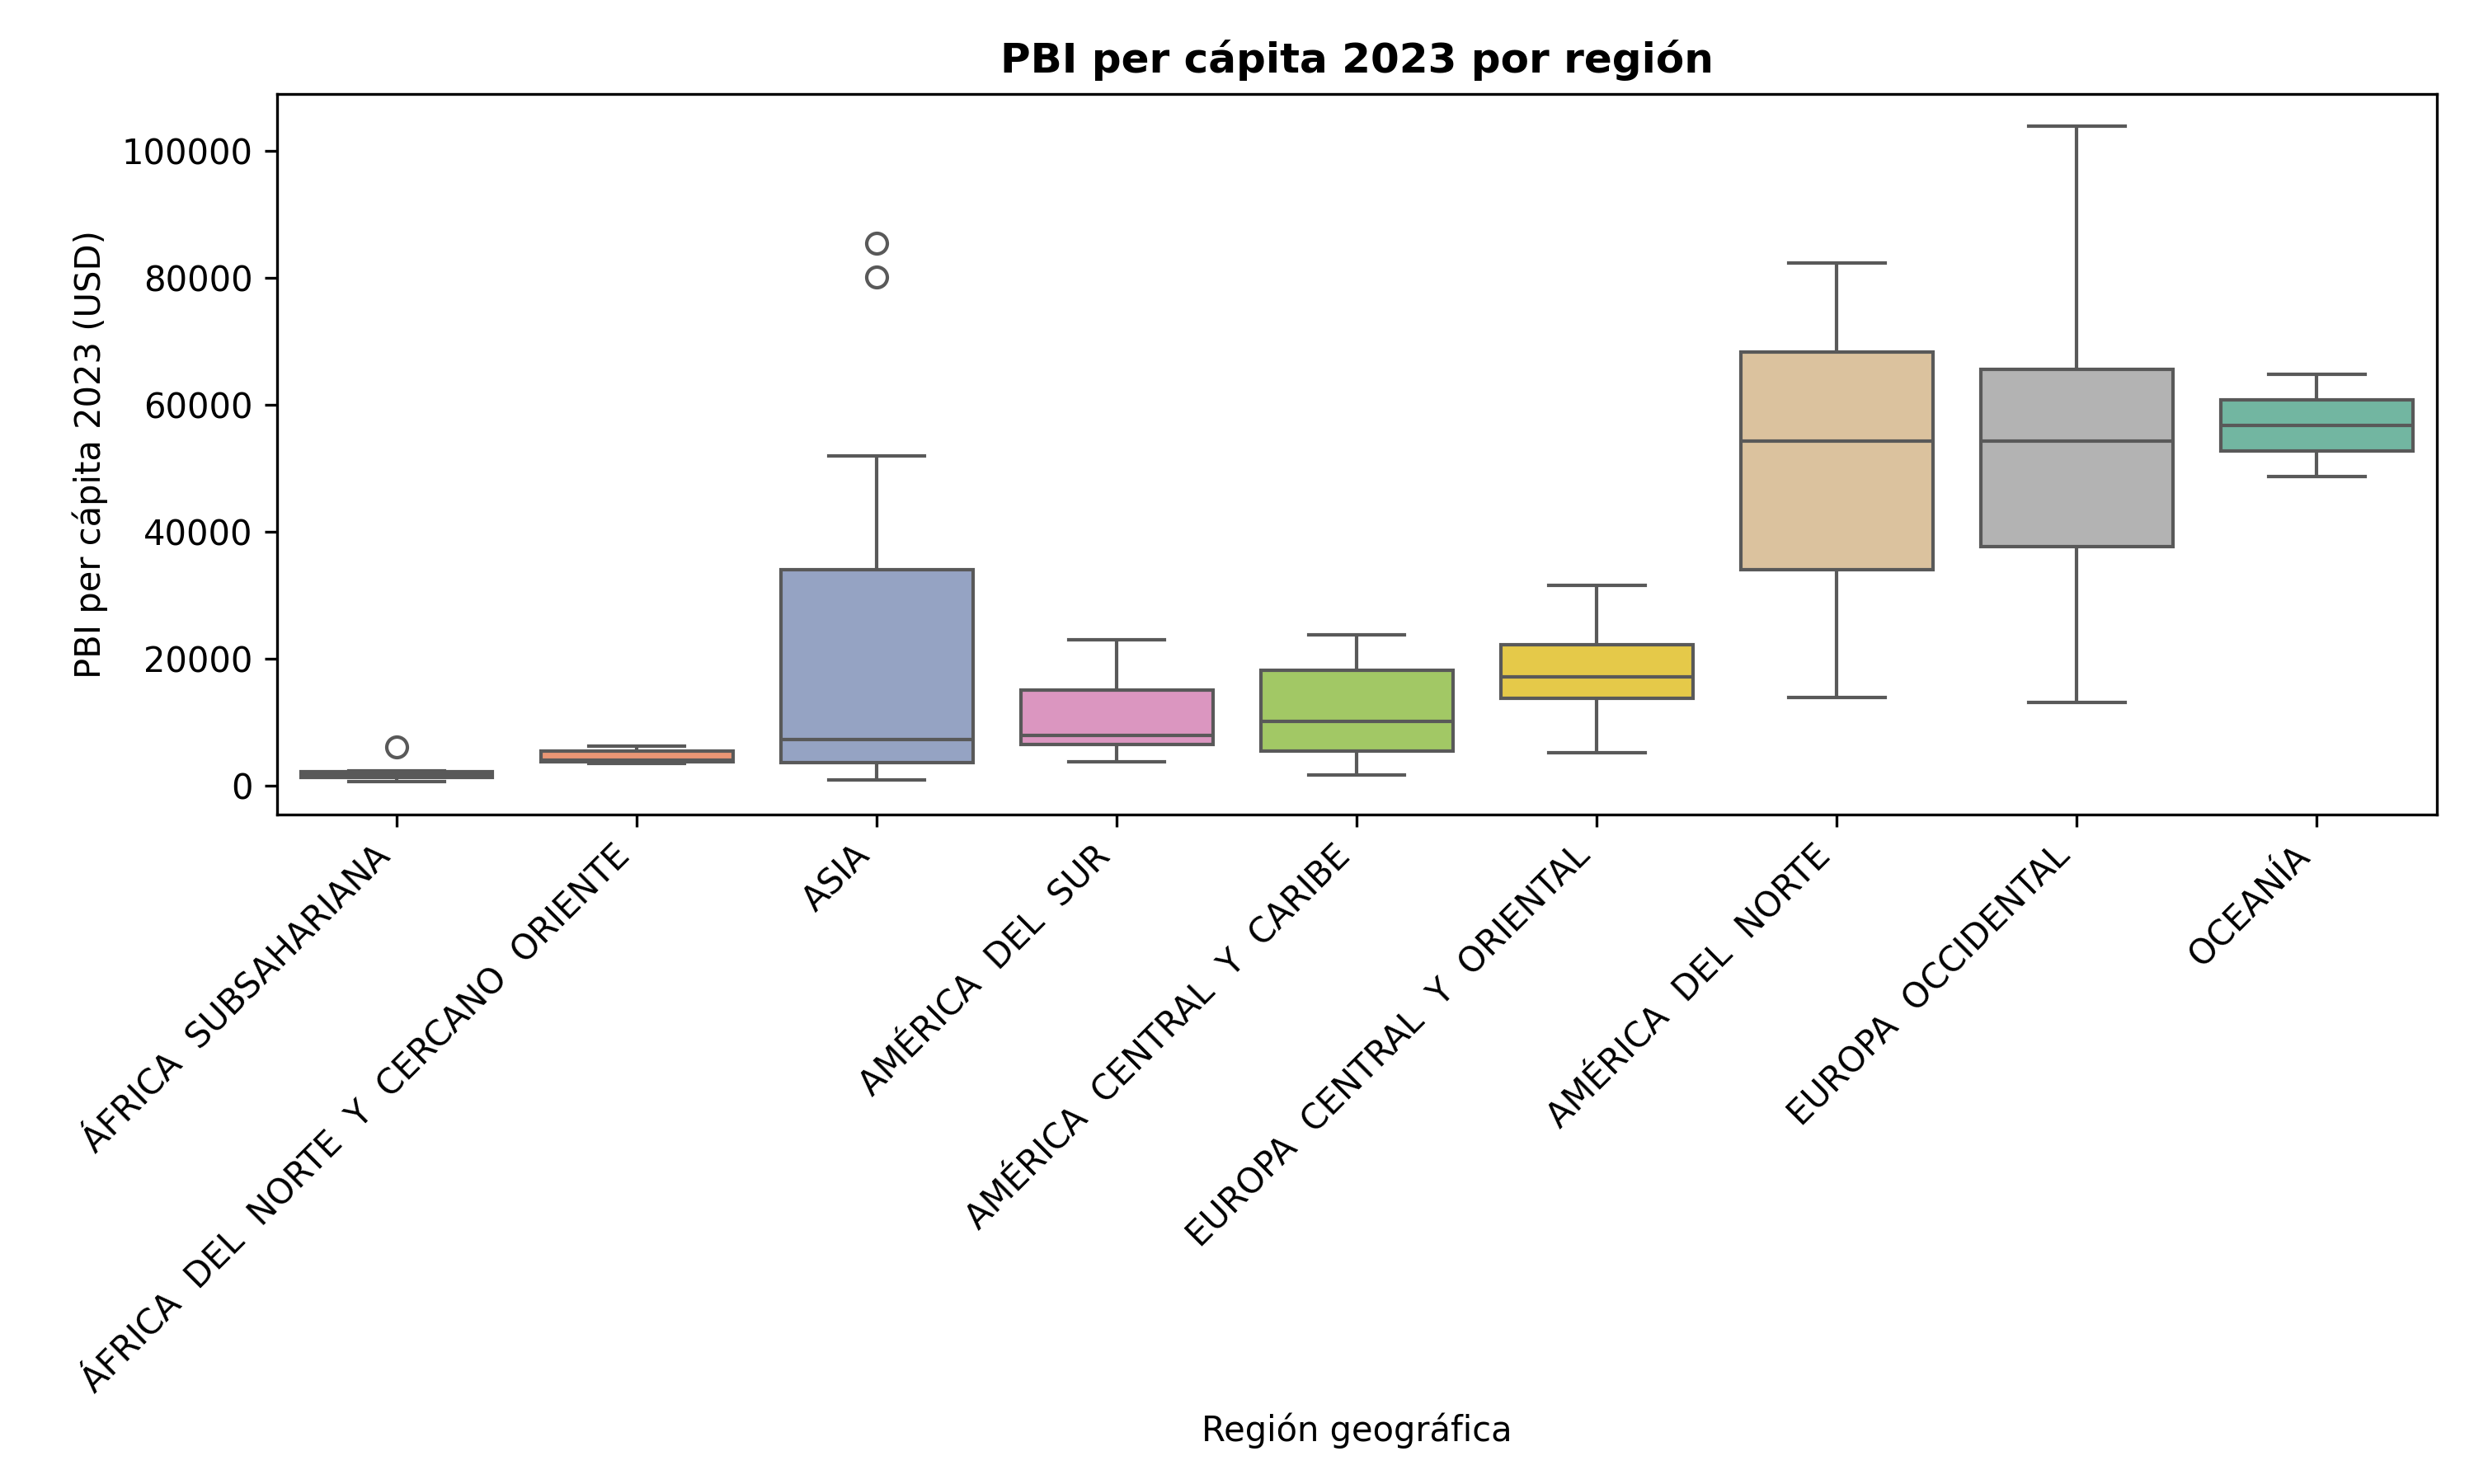 PBI per cápita 2023 por región
PBI per cápita 2023 (USD)
100000
80000
60000
40000
20000
0
ÁFRICA SUBSAHARIANA
ÁFRICA DEL NORTE Y CERCANO ORIENTE
ASIA
AMÉRICA DEL SUR
AMÉRICA CENTRAL Y CARIBE
EUROPA CENTRAL Y ORIENTAL
AMÉRICA DEL NORTE
EUROPA OCCIDENTAL
OCEANÍA
Región geográfica